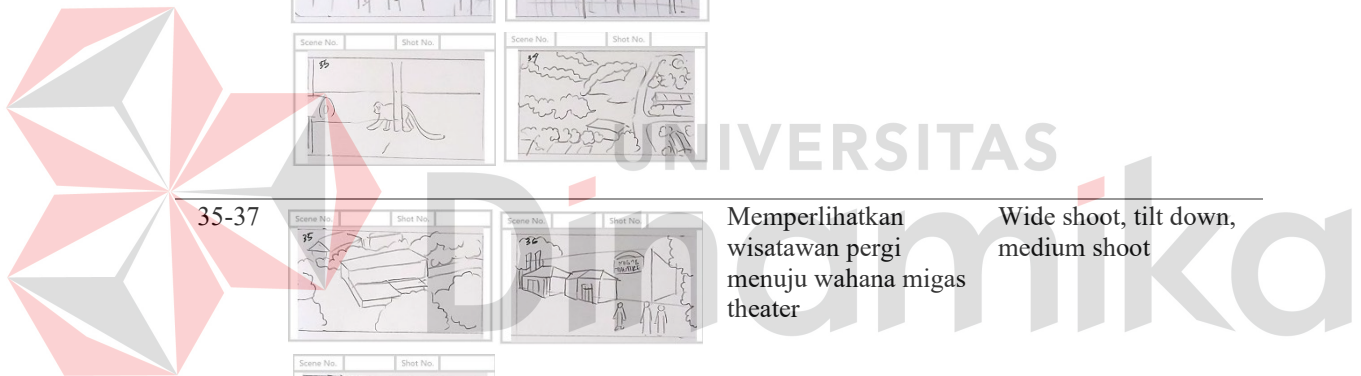 Scene No. Shot No. Scene No. Shot No.
UNIVERSITAS
Dinamika
35-37 Scene No. Shot No. Scene No. Shot No. Memperlihatkan Wide shoot, tilt down,
35 36 wisatawan pergi medium shoot
menuju wahana migas
theater
Scene No. Shot No.